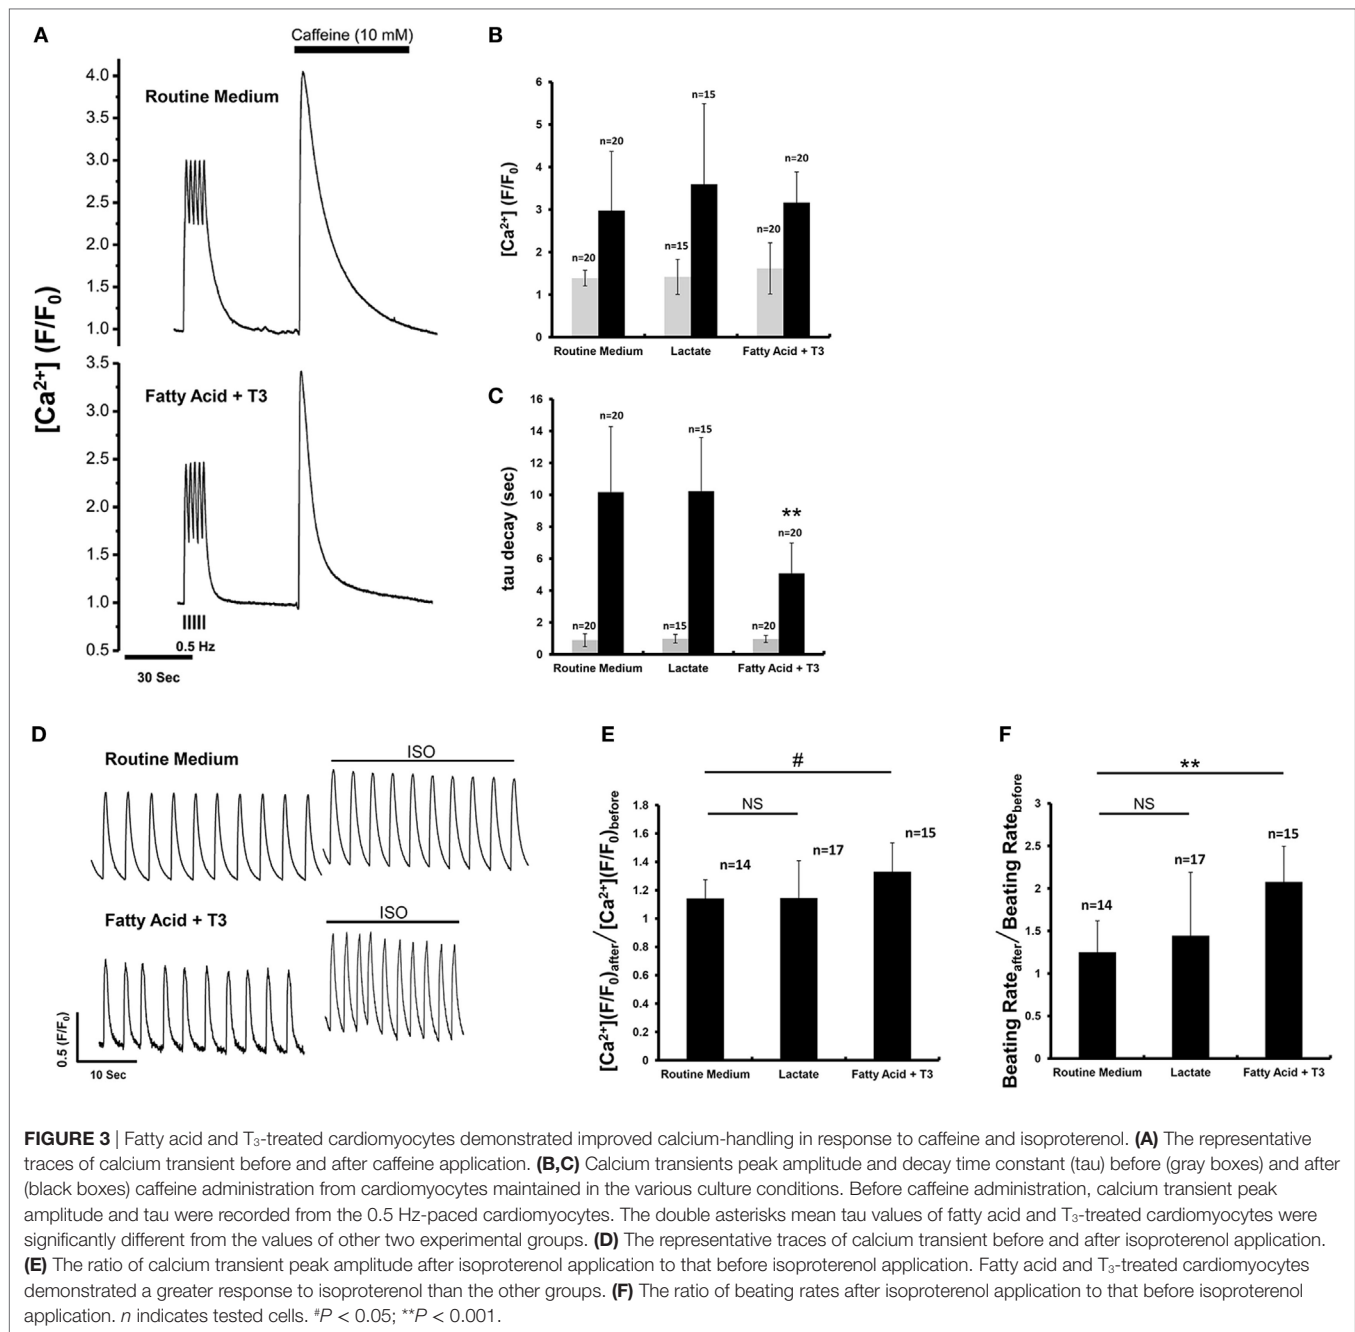 A
Caffeine (10 mM)
4.0
Routine Medium
3.5
3.0
2.5
2.0
1.5
1.0
3.5
Fatty Acid + T3
3.0
2.5
2.0
1.5
1.0
0.5
0.5 Hz
30 Sec
[Ca²⁺] (F/F₀)
B
6
5
4
3
2
1
0
[Ca²⁺] (F/F₀)
n=20
n=20
n=15
n=15
n=20
n=20
Routine Medium
Lactate
Fatty Acid + T3
C
16
14
12
10
8
6
4
2
0
tau decay (sec)
n=20
n=20
n=15
n=15
**
n=20
n=20
Routine Medium
Lactate
Fatty Acid + T3
D
Routine Medium
ISO
Fatty Acid + T3
ISO
0.5 (F/F₀)
10 Sec
E
#
NS
1.8
1.6
1.4
1.2
1
0.8
0.6
0.4
0.2
0
[Ca²⁺](F/F₀)after/[Ca²⁺](F/F₀)before
n=14
n=17
n=15
Routine Medium
Lactate
Fatty Acid + T3
F
**
NS
3
2.5
2
1.5
1
0.5
0
Beating Rateafter/Beating Ratebefore
n=14
n=17
n=15
Routine Medium
Lactate
Fatty Acid + T3
FIGURE 3 | Fatty acid and T₃-treated cardiomyocytes demonstrated improved calcium-handling in response to caffeine and isoproterenol. (A) The representative
traces of calcium transient before and after caffeine application. (B,C) Calcium transients peak amplitude and decay time constant (tau) before (gray boxes) and after
(black boxes) caffeine administration from cardiomyocytes maintained in the various culture conditions. Before caffeine administration, calcium transient peak
amplitude and tau were recorded from the 0.5 Hz-paced cardiomyocytes. The double asterisks mean tau values of fatty acid and T₃-treated cardiomyocytes were
significantly different from the values of other two experimental groups. (D) The representative traces of calcium transient before and after isoproterenol application.
(E) The ratio of calcium transient peak amplitude after isoproterenol application to that before isoproterenol application. Fatty acid and T₃-treated cardiomyocytes
demonstrated a greater response to isoproterenol than the other groups. (F) The ratio of beating rates after isoproterenol application to that before isoproterenol
application. n indicates tested cells. #P < 0.05; **P < 0.001.